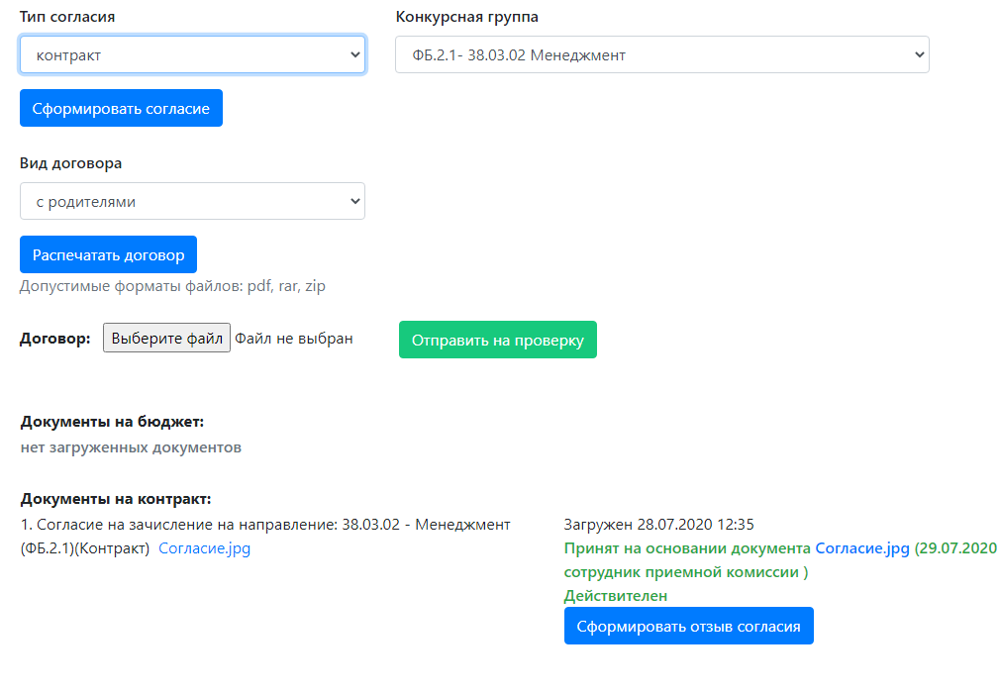 Тип согласия
Конкурсная группа
контракт
ФБ.2.1- 38.03.02 Менеджмент
Сформировать согласие
Вид договора
с родителями
Распечатать договор
Допустимые форматы файлов: pdf, rar, zip
Договор: Выберите файл Файл не выбран
Отправить на проверку
Документы на бюджет:
нет загруженных документов
Документы на контракт:
1. Согласие на зачисление на направление: 38.03.02 - Менеджмент
(ФБ.2.1)(Контракт) Согласие.jpg
Загружен 28.07.2020 12:35
Принят на основании документа Согласие.jpg (29.07.2020
сотрудник приемной комиссии )
Действителен
Сформировать отзыв согласия